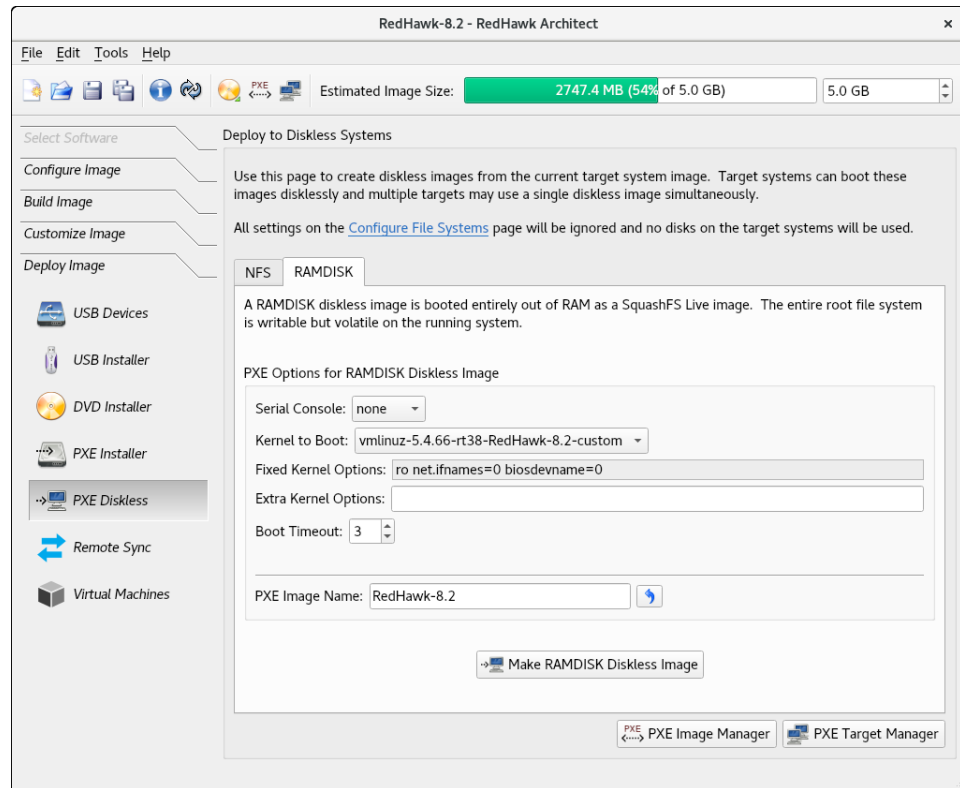 RedHawk-8.2 - RedHawk Architect
File Edit Tools Help
PXE
Estimated Image Size: 2747.4 MB (54% of 5.0 GB) 5.0 GB
Select Software
Configure Image
Build Image
Customize Image
Deploy Image
USB Devices
USB Installer
DVD Installer
PXE Installer
PXE Diskless
Remote Sync
Virtual Machines
Deploy to Diskless Systems
Use this page to create diskless images from the current target system image. Target systems can boot these
images disklessly and multiple targets may use a single diskless image simultaneously.
All settings on the Configure File Systems page will be ignored and no disks on the target systems will be used.
NFS RAMDISK
A RAMDISK diskless image is booted entirely out of RAM as a SquashFS Live image. The entire root file system
is writable but volatile on the running system.
PXE Options for RAMDISK Diskless Image
Serial Console: none
Kernel to Boot: vmlinuz-5.4.66-rt38-RedHawk-8.2-custom
Fixed Kernel Options: ro net.ifnames=0 biosdevname=0
Extra Kernel Options:
Boot Timeout: 3
PXE Image Name: RedHawk-8.2
Make RAMDISK Diskless Image
PXE PXE Image Manager PXE Target Manager